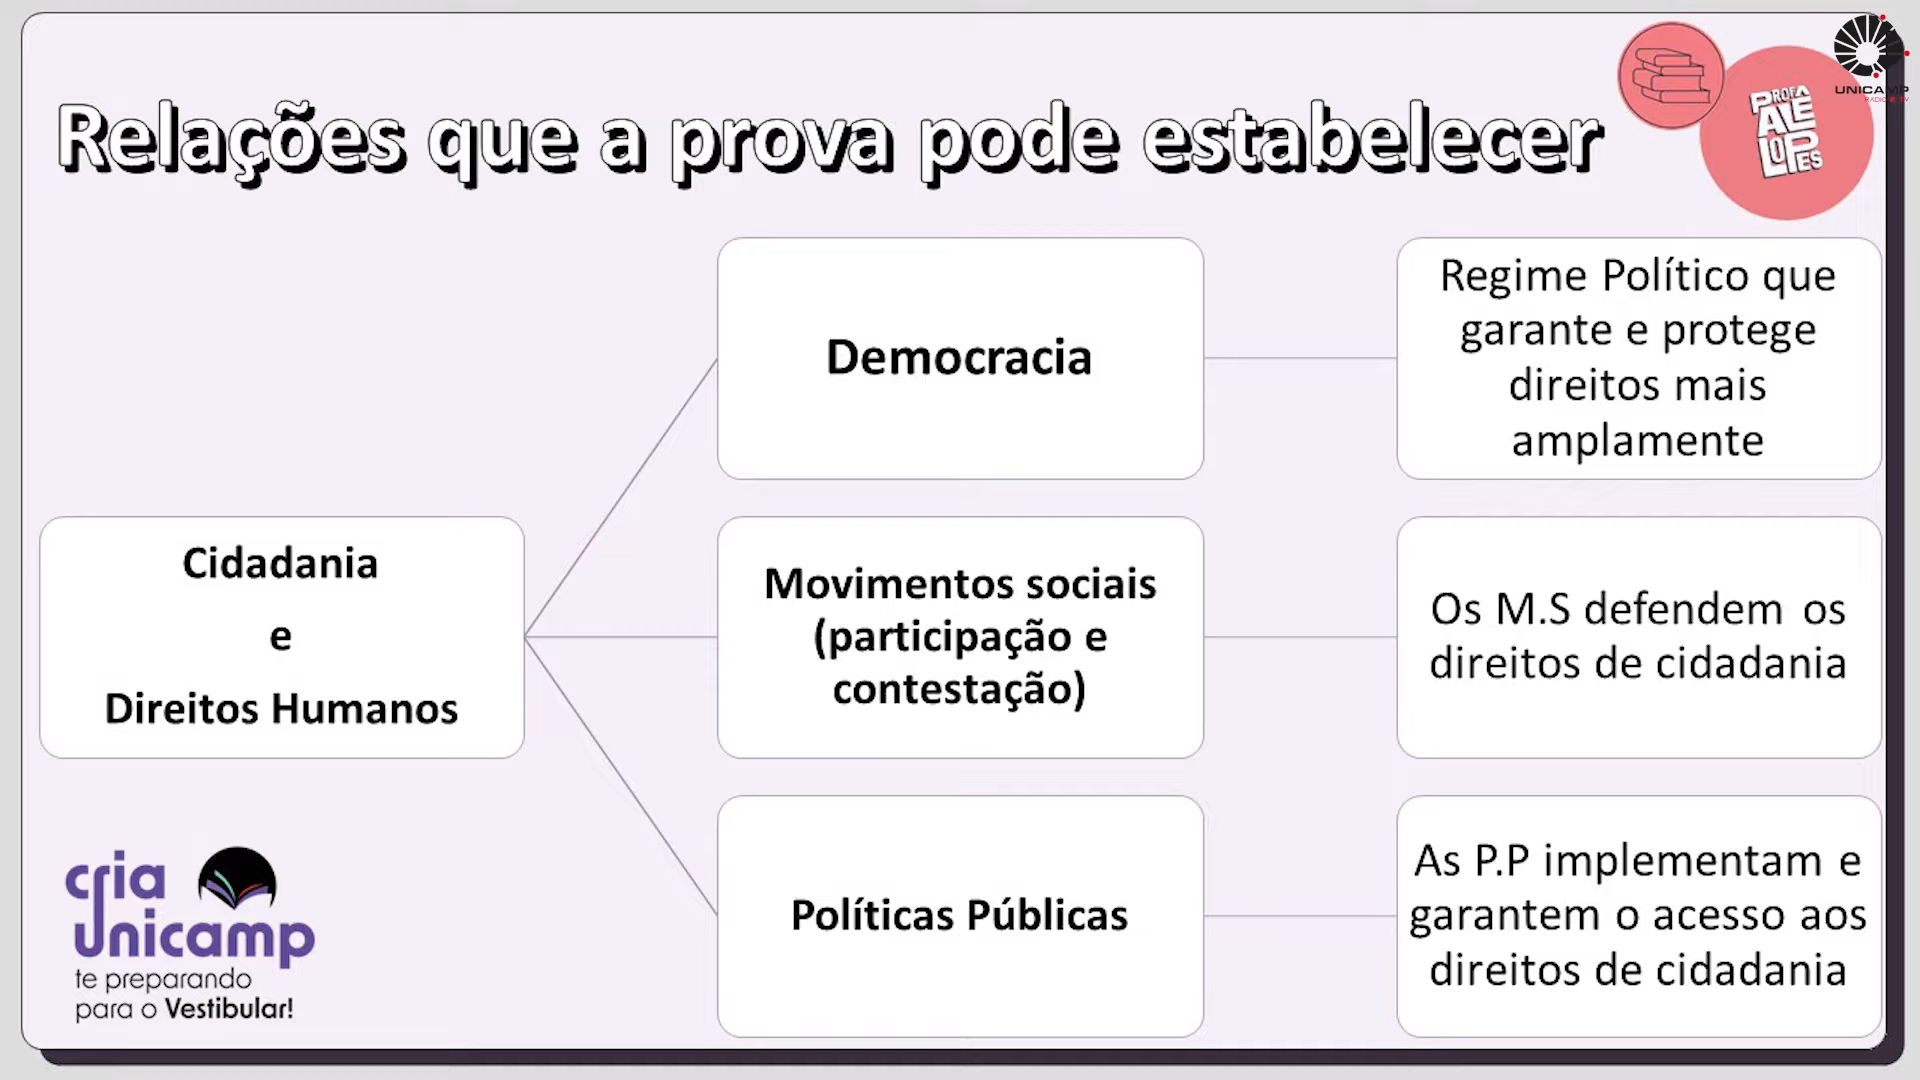 Relações que a prova pode estabelecer
PROFA
ALE
LOPES
UNICAMP
RADIO E TV
Cidadania
e
Direitos Humanos
Democracia
Regime Político que
garante e protege
direitos mais
amplamente
Movimentos sociais
(participação e
contestação)
Os M.S defendem os
direitos de cidadania
Políticas Públicas
As P.P implementam e
garantem o acesso aos
direitos de cidadania
cria
unicamp
te preparando
para o Vestibular!